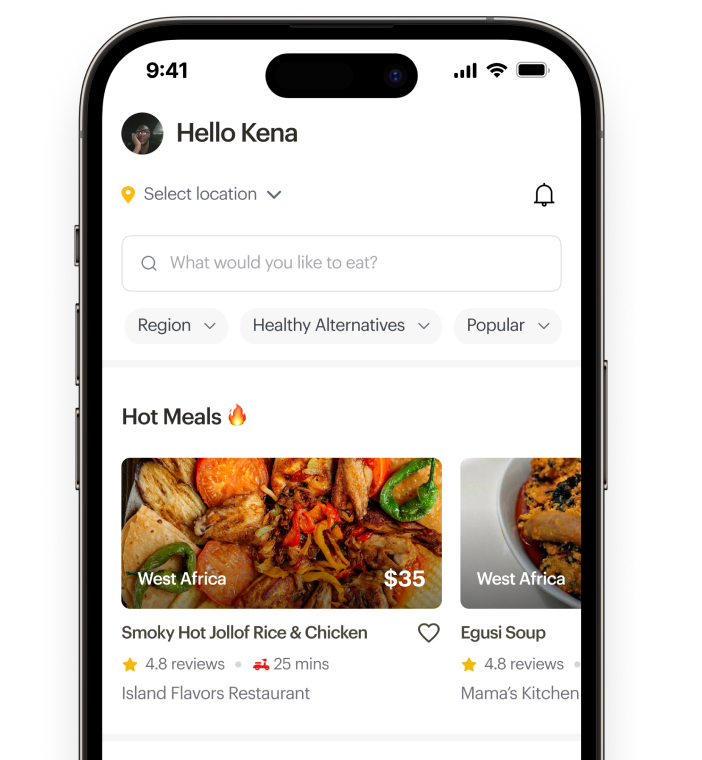 9:41
Hello Kena
Select location
What would you like to eat?
Region Healthy Alternatives Popular
Hot Meals 🔥
West Africa $35 West Africa
Smoky Hot Jollof Rice & Chicken Egusi Soup
4.8 reviews 25 mins 4.8 reviews
Island Flavors Restaurant Mama's Kitchen